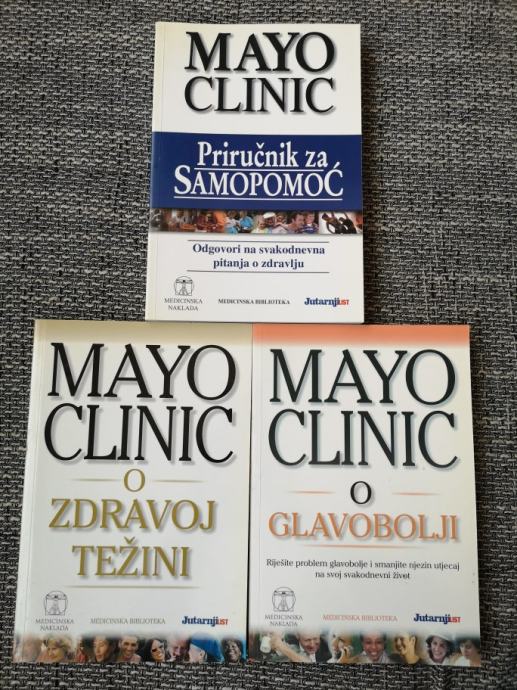 MAYO
CLINIC
Priručnik za
SAMOPOMOĆ
Odgovori na svakodnevna
pitanja o zdravlju
MEDICINSKA
NAKLADA
MEDICINSKA BIBLIOTEKA
Jutarnji LIST
MAYO
CLINIC
O
ZDRAVOJ
TEŽINI
MEDICINSKA
NAKLADA
MEDICINSKA BIBLIOTEKA
Jutarnji LIST
MAYO
CLINIC
O
GLAVOBOLJI
Riješite problem glavobolje i smanjite njezin utjecaj
na svoj svakodnevni život
MEDICINSKA
NAKLADA
MEDICINSKA BIBLIOTEKA
Jutarnji LIST